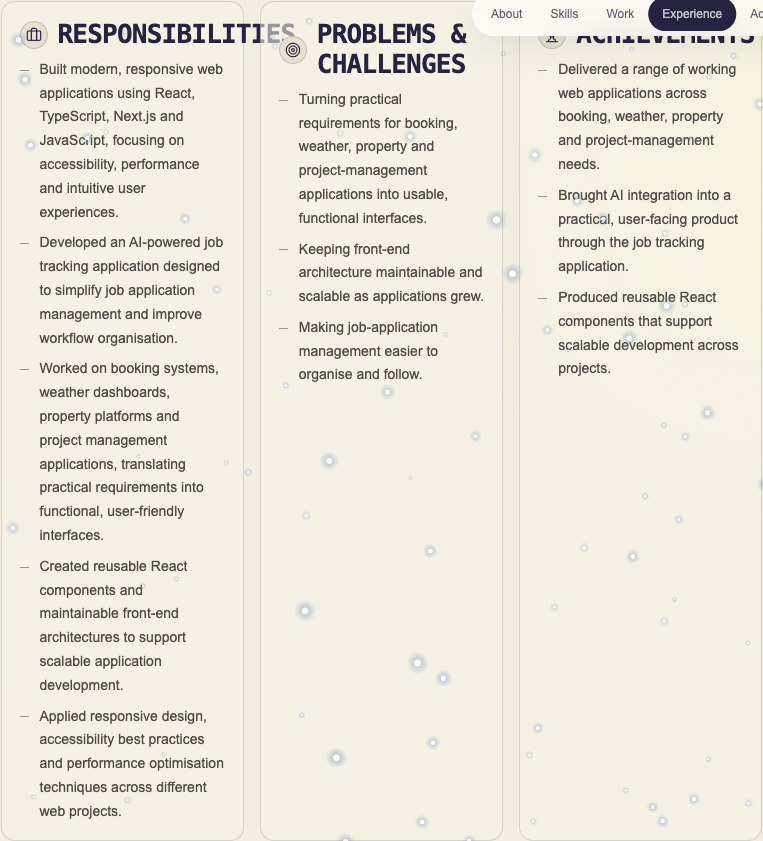 About Skills Work Experience
RESPONSIBILITIES
Built modern, responsive web
applications using React,
TypeScript, Next.js and
JavaScript, focusing on
accessibility, performance
and intuitive user
experiences.
Developed an AI-powered job
tracking application designed
to simplify job application
management and improve
workflow organisation.
Worked on booking systems,
weather dashboards,
property platforms and
project management
applications, translating
practical requirements into
functional, user-friendly
interfaces.
Created reusable React
components and
maintainable front-end
architectures to support
scalable application
development.
Applied responsive design,
accessibility best practices
and performance optimisation
techniques across different
web projects.
PROBLEMS &
CHALLENGES
Turning practical
requirements for booking,
weather, property and
project-management
applications into usable,
functional interfaces.
Keeping front-end
architecture maintainable and
scalable as applications grew.
Making job-application
management easier to
organise and follow.
ACHIEVEMENTS
Delivered a range of working
web applications across
booking, weather, property
and project-management
needs.
Brought AI integration into a
practical, user-facing product
through the job tracking
application.
Produced reusable React
components that support
scalable development across
projects.